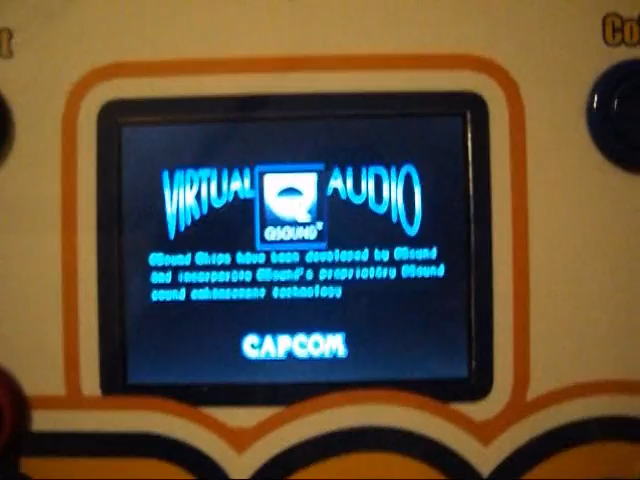 t
Co
VIRTUAL AUDIO
QSOUND
QSound Chips have been developed by QSound
and incorporate QSound's proprietary QSound
sound enhancement technology
CAPCOM